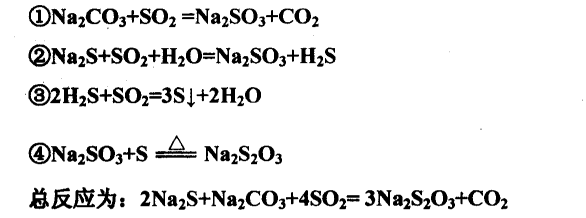 ①Na₂CO₃+SO₂ =Na₂SO₃+CO₂
②Na₂S+SO₂+H₂O=Na₂SO₃+H₂S
③2H₂S+SO₂=3S↓+2H₂O
④Na₂SO₃+S ≜ Na₂S₂O₃
总反应为：2Na₂S+Na₂CO₃+4SO₂= 3Na₂S₂O₃+CO₂